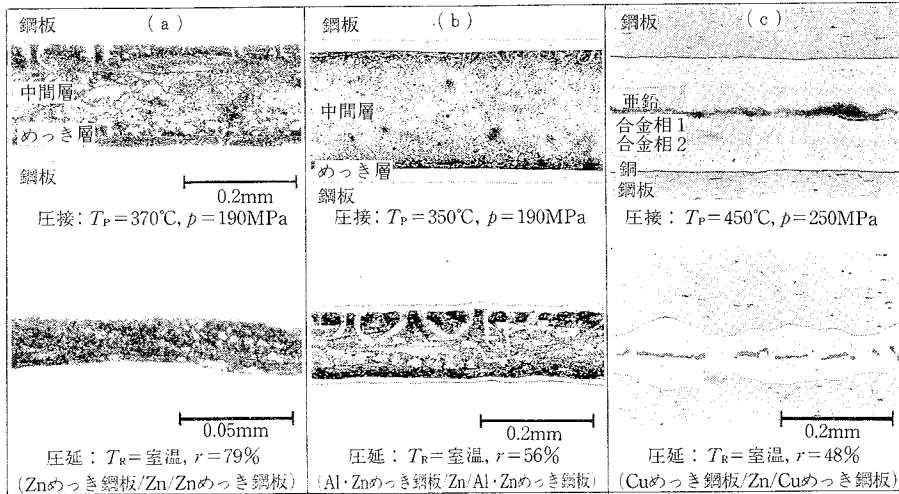 (a)
鋼板
中間層
めっき層
鋼板
0.2mm
圧接： TP＝370℃, p＝190MPa
0.05mm
圧延： TR＝室温, r＝79%
(Znめっき鋼板/Zn/Znめっき鋼板)
(b)
鋼板
中間層
めっき層
鋼板
圧接： TP＝350℃, p＝190MPa
0.2mm
圧延： TR＝室温, r＝56%
(Al・Znめっき鋼板/Zn/Al・Znめっき鋼板)
(c)
鋼板
亜鉛
合金相1
合金相2
銅
鋼板
圧接： TP＝450℃, p＝250MPa
0.2mm
圧延： TR＝室温, r＝48%
(Cuめっき鋼板/Zn/Cuめっき鋼板)